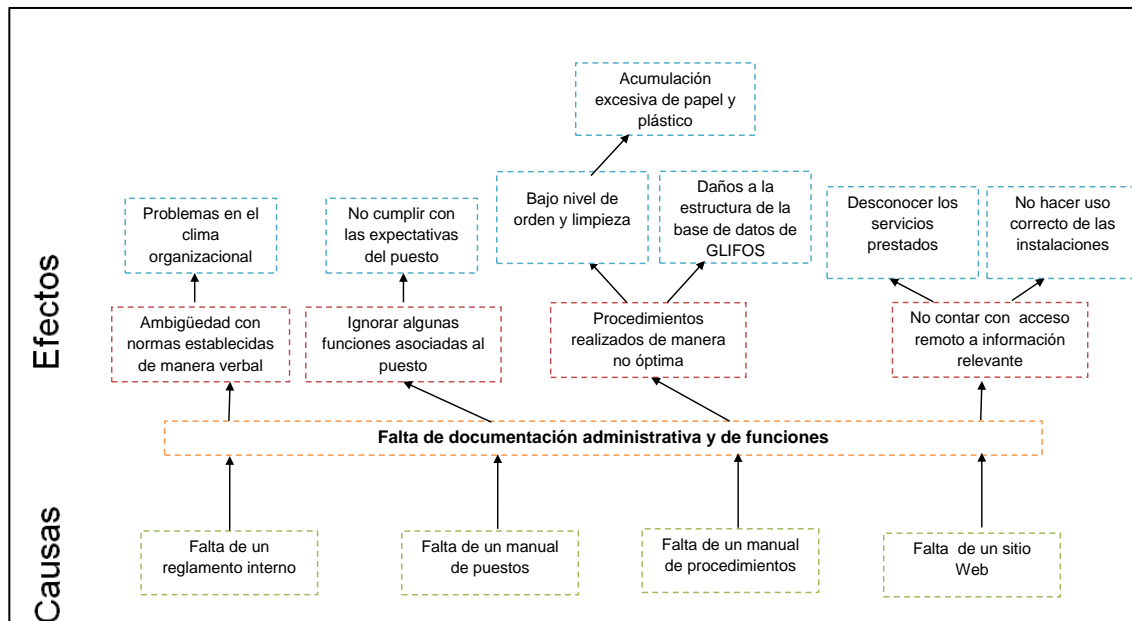 Acumulación
excesiva de papel y
plástico
Bajo nivel de
orden y limpieza
Daños a la
estructura de la
base de datos de
GLIFOS
Problemas en el
clima
organizacional
No cumplir con
las expectativas
del puesto
Desconocer los
servicios
prestados
No hacer uso
correcto de las
instalaciones
Efectos
Ambigüedad con
normas establecidas
de manera verbal
Ignorar algunas
funciones asociadas al
puesto
Procedimientos
realizados de manera
no óptima
No contar con acceso
remoto a información
relevante
Falta de documentación administrativa y de funciones
Causas
Falta de un
reglamento interno
Falta de un manual
de puestos
Falta de un manual
de procedimientos
Falta de un sitio
Web